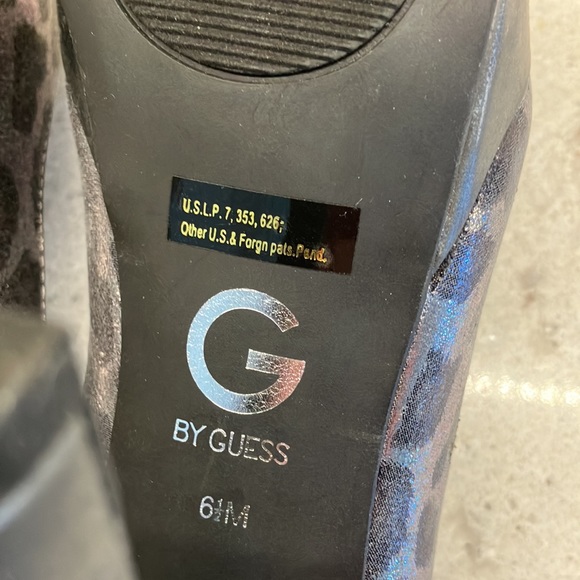 U.S.L.P. 7, 353, 626;
Other U.S.& Forgn pats.Pend.
G
BY GUESS
6½M